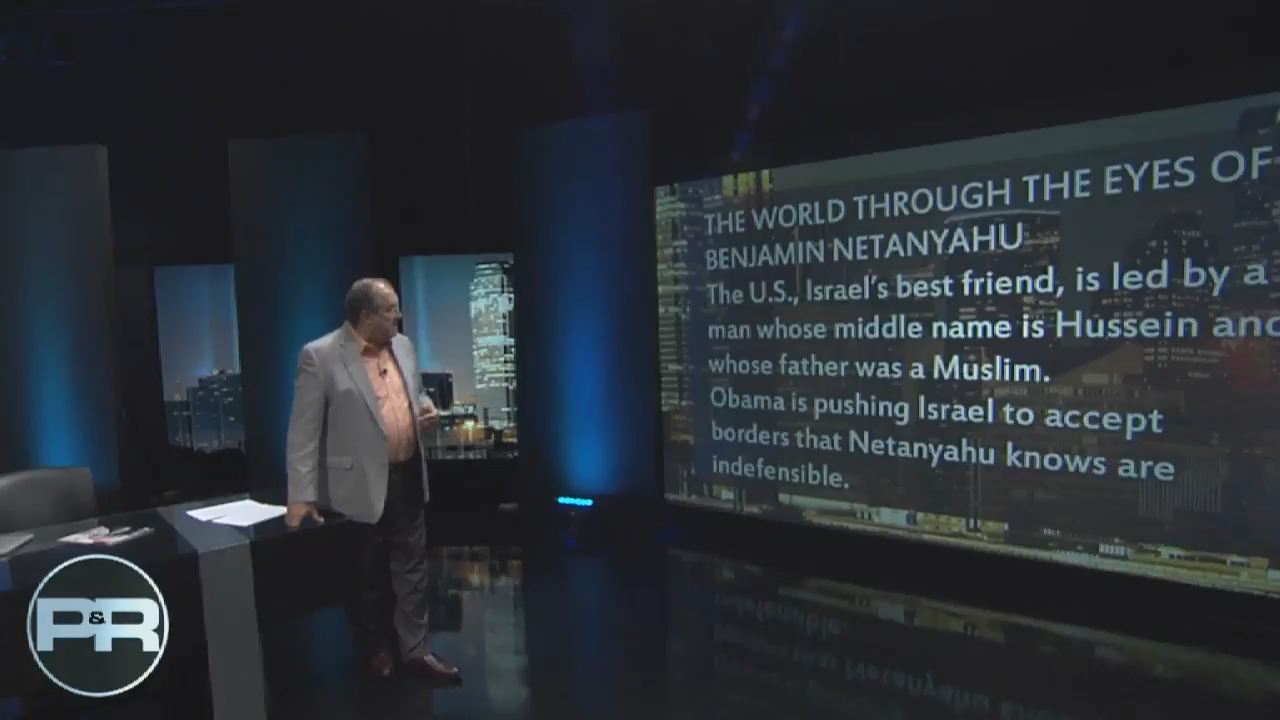 THE WORLD THROUGH THE EYES OF
BENJAMIN NETANYAHU
The U.S., Israel's best friend, is led by a
man whose middle name is Hussein and
whose father was a Muslim.
Obama is pushing Israel to accept
borders that Netanyahu knows are
indefensible.
P&R